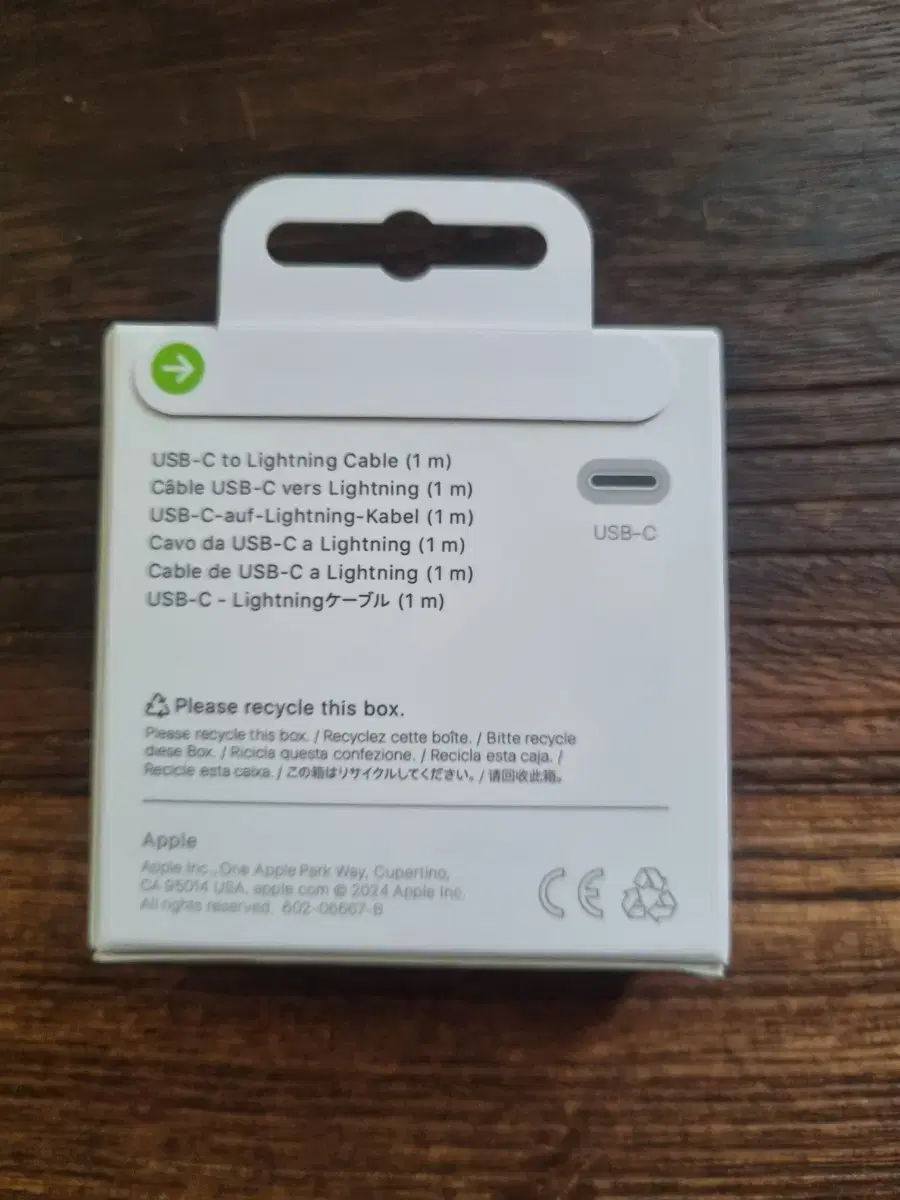 USB-C to Lightning Cable (1 m)
Câble USB-C vers Lightning (1 m)
USB-C-auf-Lightning-Kabel (1 m)
Cavo da USB-C a Lightning (1 m)
Cable de USB-C a Lightning (1 m)
USB-C - Lightningケーブル (1 m)
USB-C
Please recycle this box.
Please recycle this box. / Recyclez cette boîte. / Bitte recycle
diese Box. / Ricicla questa confezione. / Recicla esta caja. /
Recicle esta caixa. / この箱はリサイクルしてください。/ 请回收此箱。
Apple
Apple Inc., One Apple Park Way, Cupertino,
CA 95014 USA. apple.com © 2024 Apple Inc.
All rights reserved. 602-06667-B
CE